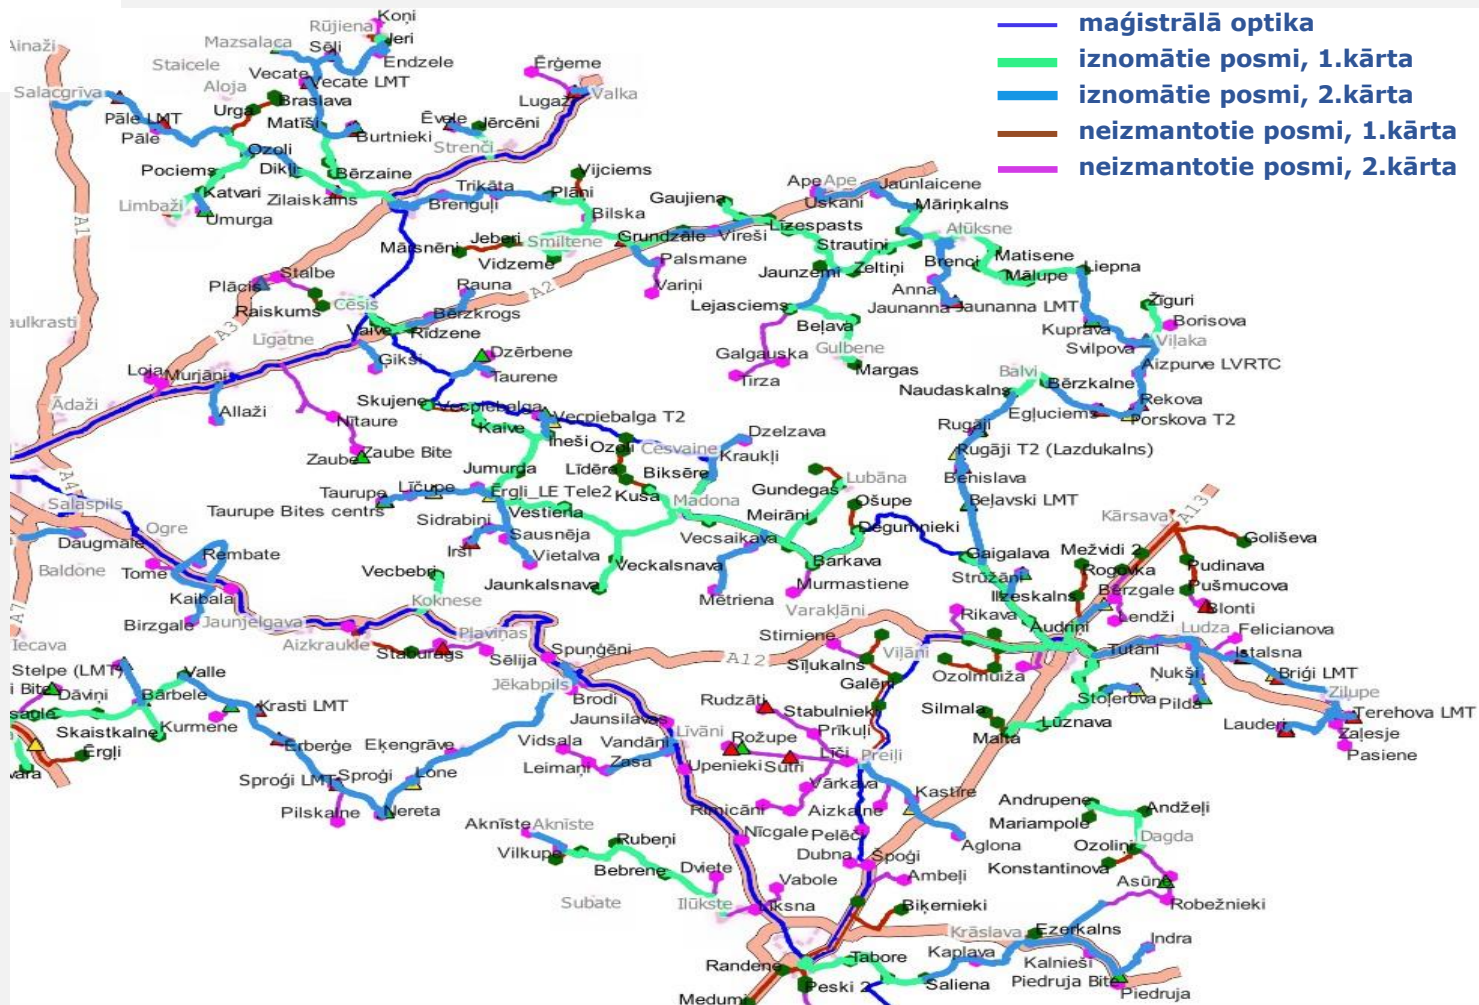 maģistrālā optika
iznomātie posmi, 1.kārta
iznomātie posmi, 2.kārta
neizmantotie posmi, 1.kārta
neizmantotie posmi, 2.kārta
Ainaži
Koņi
Rūjiena
Jeri
Mazsalaca
Sēļi
Endzele
Staicele
Vecate
Vecate LMT
Ērģeme
Aloja
Salacgrīva
Braslava
Lugaži
Valka
Urga
Pāle LMT
Matīši
Burtnieki
Ēvele
Jērcēni
Pāle
Strenči
Ozoli
Pociems
Dikļi
Bērzaine
Vijciems
Katvari
Zilaiskalns
Trikāta
Plāņi
Limbaži
Umurga
Brenguļi
Bilska
Gaujiena
Ape
Ape
Jaunlaicene
Uskani
Māriņkalns
Mārsnēni
Jeberi
Smiltene
Grundzāle
Vireši
Līzespasts
Alūksne
Vidzeme
Palsmane
Strautiņi
Brenci
Matisene
Stalbe
Jaunzemi
Zeltiņi
Mālupe
Liepna
Plācis
Rauna
A2
Variņi
Anna
Raiskums
Cēsis
Lejasciems
Jaunanna
Jaunanna LMT
Žīguri
Bērzkrogs
Beļava
Kuprava
Borisova
A3
Līgatne
Vaive
Rīdzene
Gulbene
Svilpova
Viļaka
Ģikši
Dzērbene
Galgauska
Margas
Aizpurve LVRTC
Loja
Murjāņi
Taurene
Tirza
Balvi
Bērzkalne
Naudaskalns
Ādaži
Allaži
Skujene
Vecpiebalga
Vecpiebalga T2
Egļuciems
Rekova
Porskova T2
A1
Nītaure
Kaive
Ineši
Ozoli
Cesvaine
Dzelzava
Rugāji
Zaube
Zaube Bite
Jumurga
Līdēre
Biksēre
Kraukļi
Rugāji T2 (Lazdukalns)
A4
Taurupe
Līčupe
Ērgļi_LE Tele2
Kusa
Madona
Gundegas
Lubāna
Benislava
Salaspils
Taurupe Bites centrs
Vestiena
Meirāni
Ošupe
Beļavski LMT
Ogre
Sidrabiņi
Sausnēja
Vecsaikava
Degumnieki
Kārsava
A13
Daugmale
Rembate
Irši
Vietalva
Barkava
Gaigalava
Mežvidi 2
Goliševa
Baldone
Tome
Vecbebri
Veckalsnava
Strūžāni
Rogovka
Pudinava
Jaunkalsnava
Mētriena
Murmastiene
Ilzeskalns
Bērzgale
Pušmucova
Kaibala
Koknese
Varakļāni
Rikava
Lendži
Blonti
A7
Birzgale
Jaunjelgava
Pļaviņas
Stirniene
Audriņi
Ludza
Felicianova
Iecava
Aizkraukle
Staburags
Sēlija
Spunģēni
A12
Viļāni
Tutāni
Istalsna
Stelpe (LMT)
Valle
Jēkabpils
Sīļukalns
Ozolmuiža
Ņukši
Briģi LMT
Dāviņi
Bārbele
Brodi
Rudzāti
Galēni
Stoļerova
Pilda
Zilupe
Krasti LMT
Jaunsilavas
Stabulnieki
Silmala
Lūznava
Lauderi
Terehova LMT
Skaistkalne
Kurmene
Līvāni
Prīkuļi
Malta
Zaļesje
Ērgļi
Erberģe
Eķengrāve
Vidsala
Vandāni
Rožupe
Līči
Preiļi
Pasiene
Leimaņi
Zasa
Upenieki
Sutri
Sproģi LMT
Sproģi
Lone
Vārkava
Kastīre
Pilskalne
Nereta
Rimicāni
Aizkalne
Andrupene
Andžeļi
Aknīste
Aknīste
Rubeņi
Nīcgale
Pelēči
Aglona
Mariampole
Dagda
Vilkupe
Bebrene
Dviete
Dubna
Špoģi
Ozoliņi
Vabole
Ambeļi
Konstantinova
Asūne
Subate
Ilūkste
Līksna
Biķernieki
Robežnieki
Krāslava
Ezerkalns
Indra
Randene
Tabore
Kaplava
Kalnieši
Medumi
Peski 2
Saliena
Piedruja Bite
Piedruja